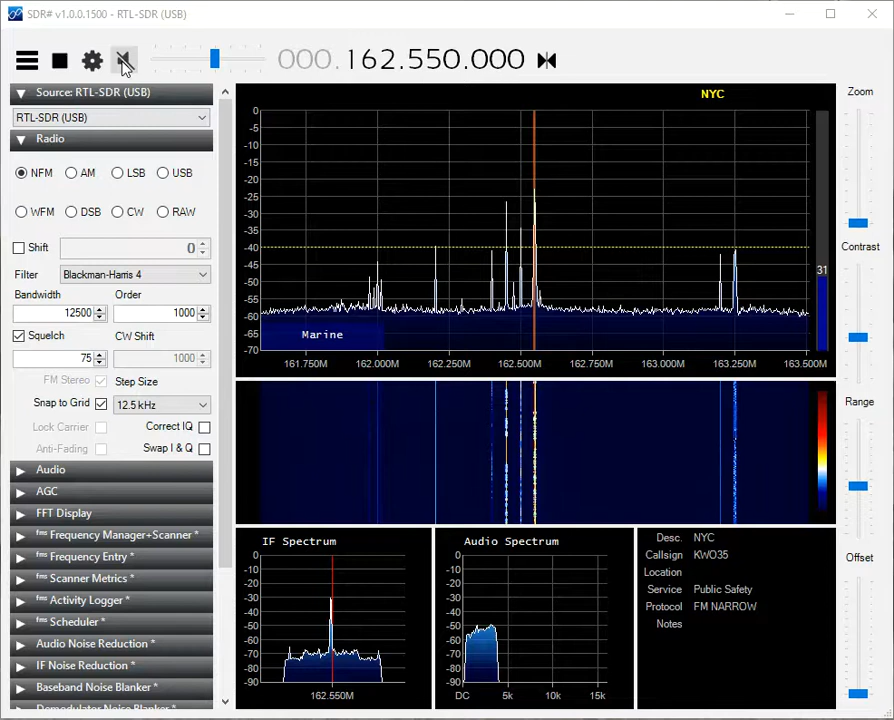 SDR# v1.0.0.1500 - RTL-SDR (USB)
000.162.550.000
Source: RTL-SDR (USB)
RTL-SDR (USB)
Radio
NFM AM LSB USB
WFM DSB CW RAW
Shift 0
Filter Blackman-Harris 4
Bandwidth Order
12500 1000
Squelch CW Shift
75 1000
FM Stereo Step Size
Snap to Grid 12.5 kHz
Lock Carrier Correct IQ
Anti-Fading Swap I & Q
Audio
AGC
FFT Display
fms Frequency Manager+Scanner *
fms Frequency Entry *
fms Scanner Metrics *
fms Activity Logger *
fms Scheduler *
Audio Noise Reduction *
IF Noise Reduction *
Baseband Noise Blanker *
Demodulator Noise Blanker *
NYC
0
-5
-10
-15
-20
-25
-30
-35
-40
-45
-50
-55
-60
-65
-70
31
Marine
161.750M 162.000M 162.250M 162.500M 162.750M 163.000M 163.250M 163.500M
IF Spectrum
0
-10
-20
-30
-40
-50
-60
-70
-80
-90
162.550M
Audio Spectrum
0
-10
-20
-30
-40
-50
-60
-70
-80
-90
DC 5k 10k 15k
Desc. NYC
Callsign KWO35
Location
Service Public Safety
Protocol FM NARROW
Notes
Zoom
Contrast
Range
Offset